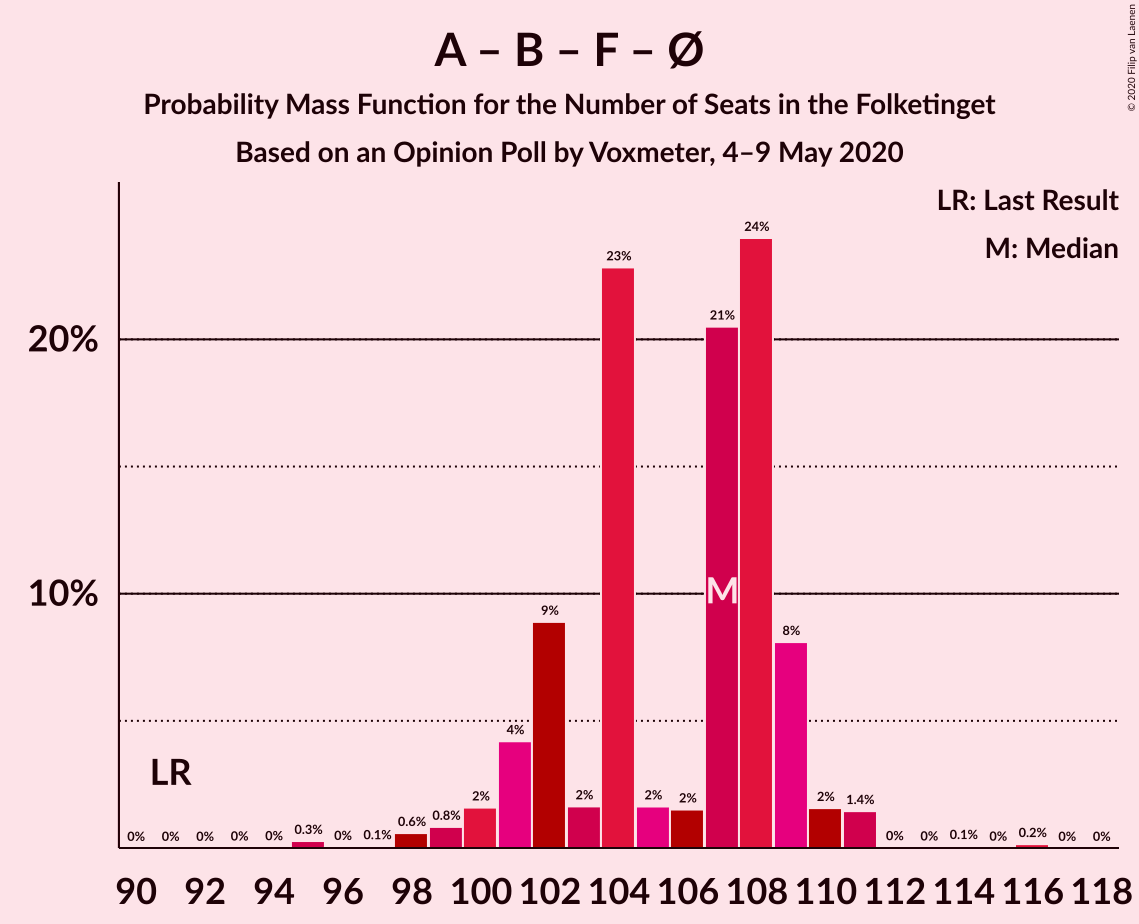 A – B – F – Ø
Probability Mass Function for the Number of Seats in the Folketinget
Based on an Opinion Poll by Voxmeter, 4–9 May 2020
© 2020 Filip van Laenen
LR: Last Result
M: Median
20%
10%
LR
M
0% 0% 0% 0% 0% 0.3% 0% 0.1% 0.6% 0.8% 2% 4% 9% 2% 23% 2% 2% 21% 24% 8% 2% 1.4% 0% 0% 0.1% 0% 0.2% 0% 0%
90 92 94 96 98 100 102 104 106 108 110 112 114 116 118